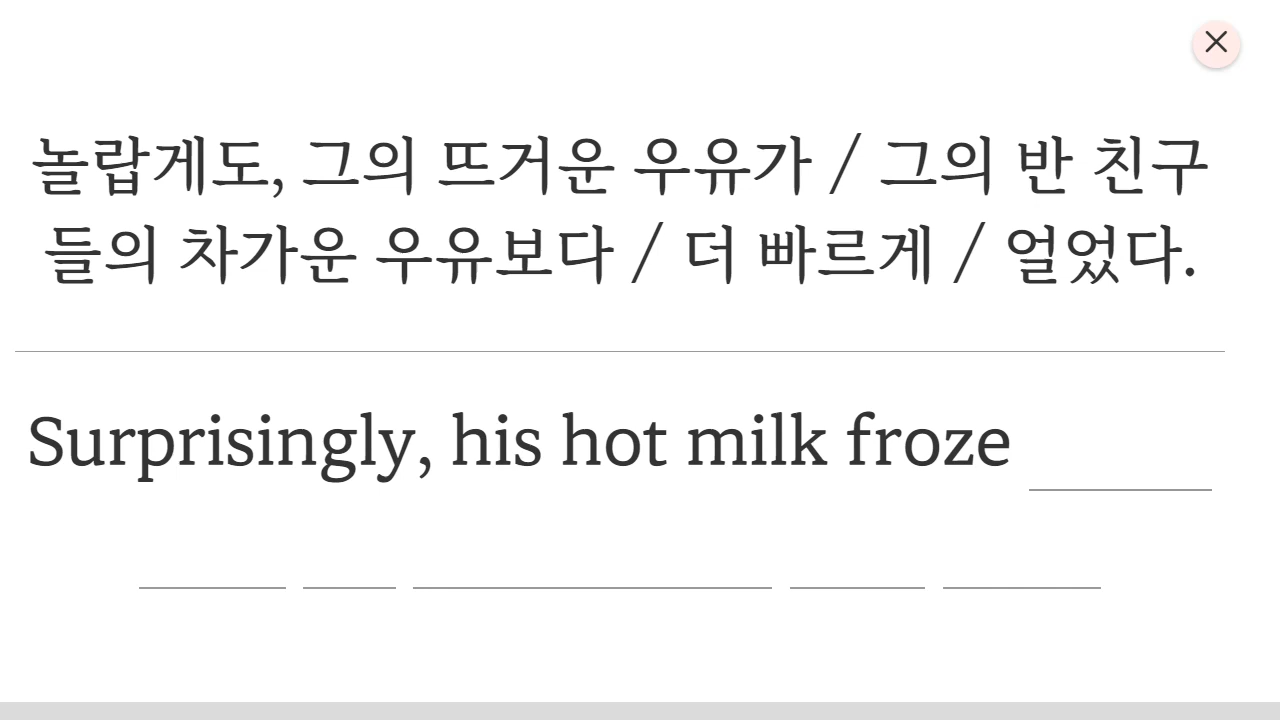 놀랍게도, 그의 뜨거운 우유가 / 그의 반 친구
들의 차가운 우유보다 / 더 빠르게 / 얼었다.
Surprisingly, his hot milk froze